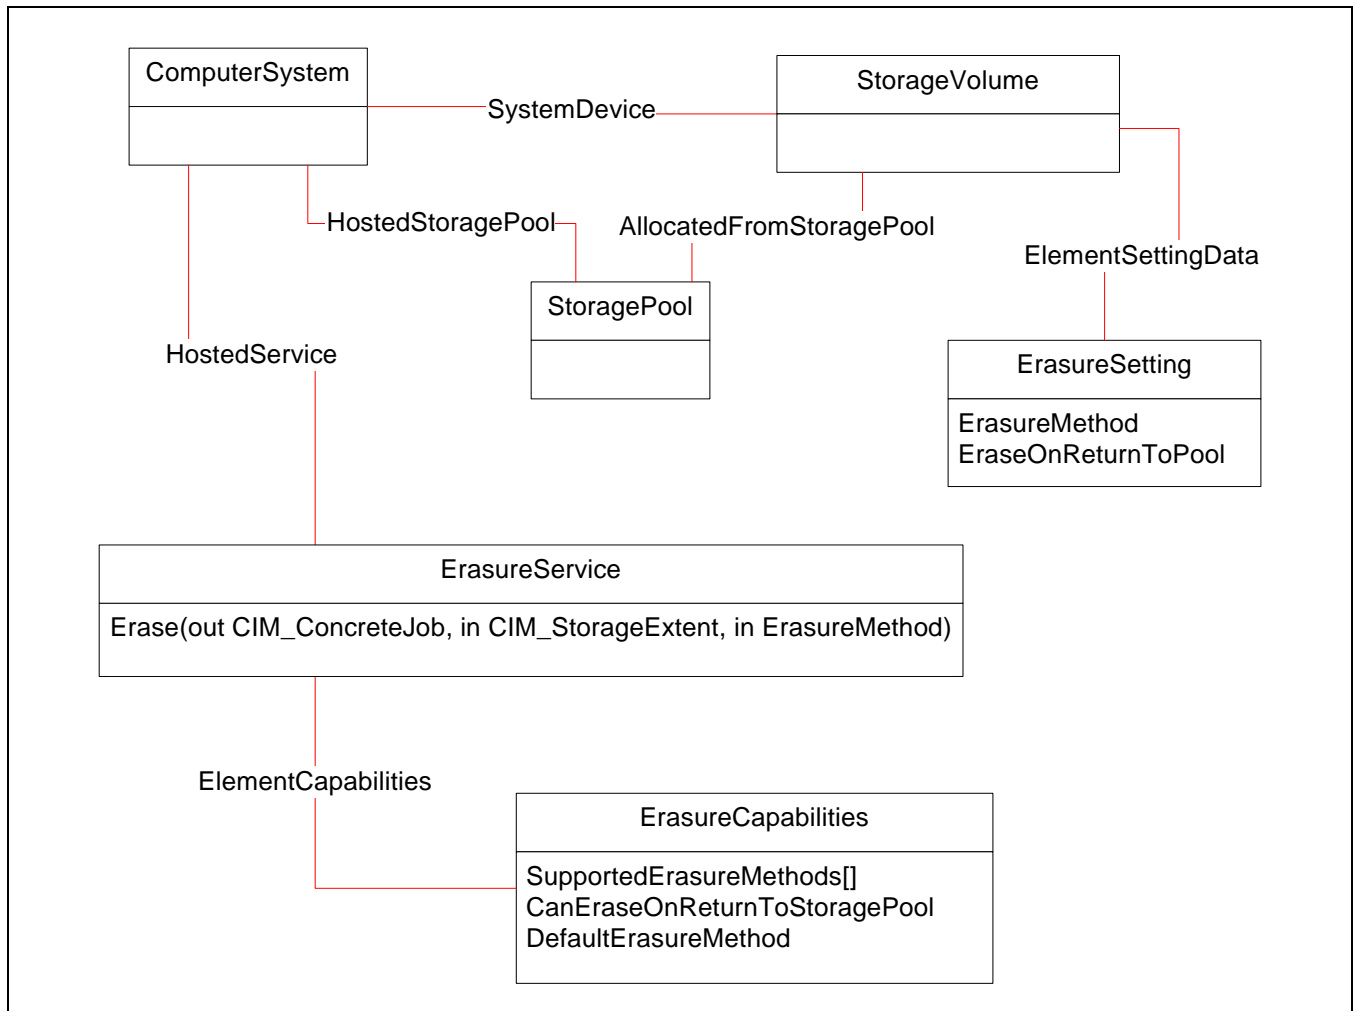 ComputerSystem
StorageVolume
SystemDevice
HostedStoragePool
AllocatedFromStoragePool
ElementSettingData
StoragePool
HostedService
ErasureSetting
ErasureMethod
EraseOnReturnToPool
ErasureService
Erase(out CIM_ConcreteJob, in CIM_StorageExtent, in ErasureMethod)
ElementCapabilities
ErasureCapabilities
SupportedErasureMethods[]
CanEraseOnReturnToStoragePool
DefaultErasureMethod